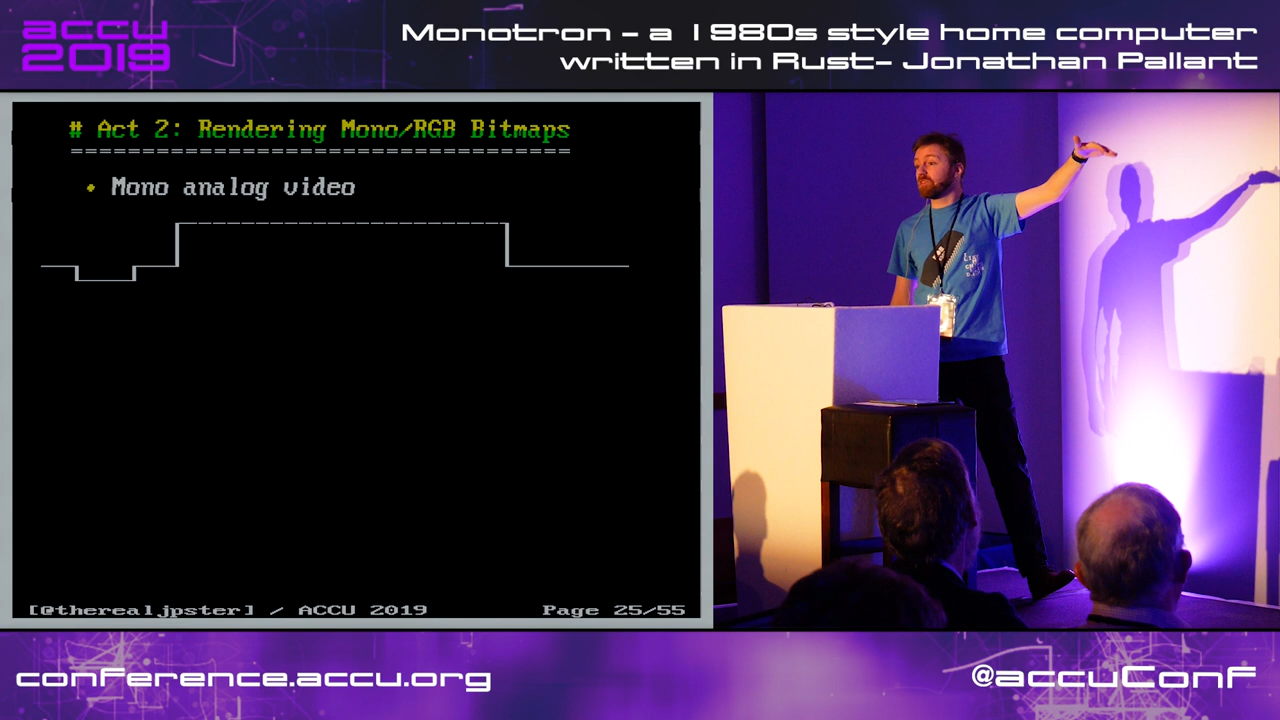 accu
2019
Monotron - a 1980s style home computer
written in Rust- Jonathan Pallant
# Act 2: Rendering Mono/RGB Bitmaps
===================================
• Mono analog video
[@therealjpster] / ACCU 2019
Page 25/55
conference.accu.org
@accuConf